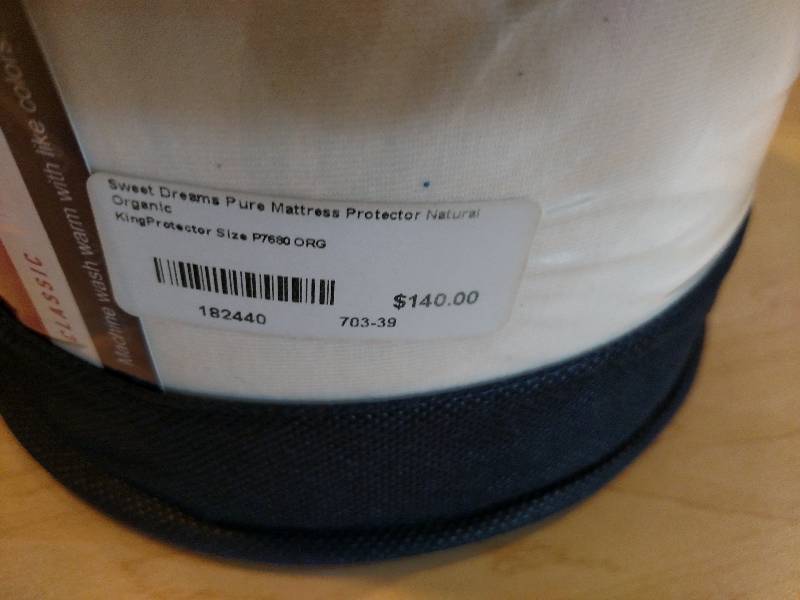 Sweet Dreams Pure Mattress Protector Natural
Organic
KingProtector Size P7680 ORG
$140.00
182440
703-39
CLASSIC
Machine wash warm with like colors